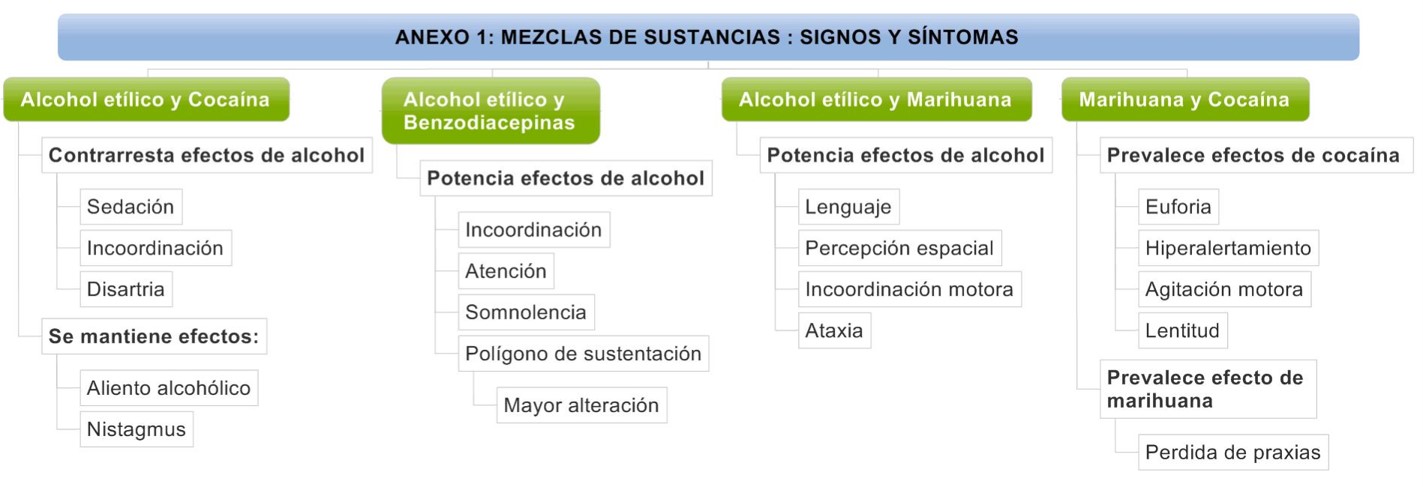 ANEXO 1: MEZCLAS DE SUSTANCIAS : SIGNOS Y SÍNTOMAS
Alcohol etílico y Cocaína
Contrarresta efectos de alcohol
Sedación
Incoordinación
Disartria
Se mantiene efectos:
Aliento alcohólico
Nistagmus
Alcohol etílico y
Benzodiacepinas
Potencia efectos de alcohol
Incoordinación
Atención
Somnolencia
Polígono de sustentación
Mayor alteración
Alcohol etílico y Marihuana
Potencia efectos de alcohol
Lenguaje
Percepción espacial
Incoordinación motora
Ataxia
Marihuana y Cocaína
Prevalece efectos de cocaína
Euforia
Hiperalertamiento
Agitación motora
Lentitud
Prevalece efecto de
marihuana
Perdida de praxias